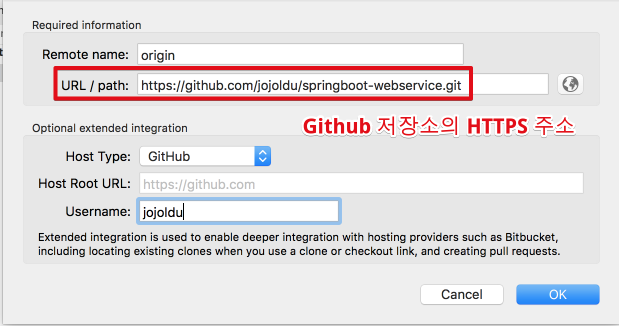 Required information
Remote name: origin
URL / path: https://github.com/jojoldu/springboot-webservice.git
Github 저장소의 HTTPS 주소
Optional extended integration
Host Type: GitHub
Host Root URL: https://github.com
Username: jojoldu
Extended integration is used to enable deeper integration with hosting providers such as Bitbucket,
including locating existing clones when you use a clone or checkout link, and creating pull requests.
Cancel OK